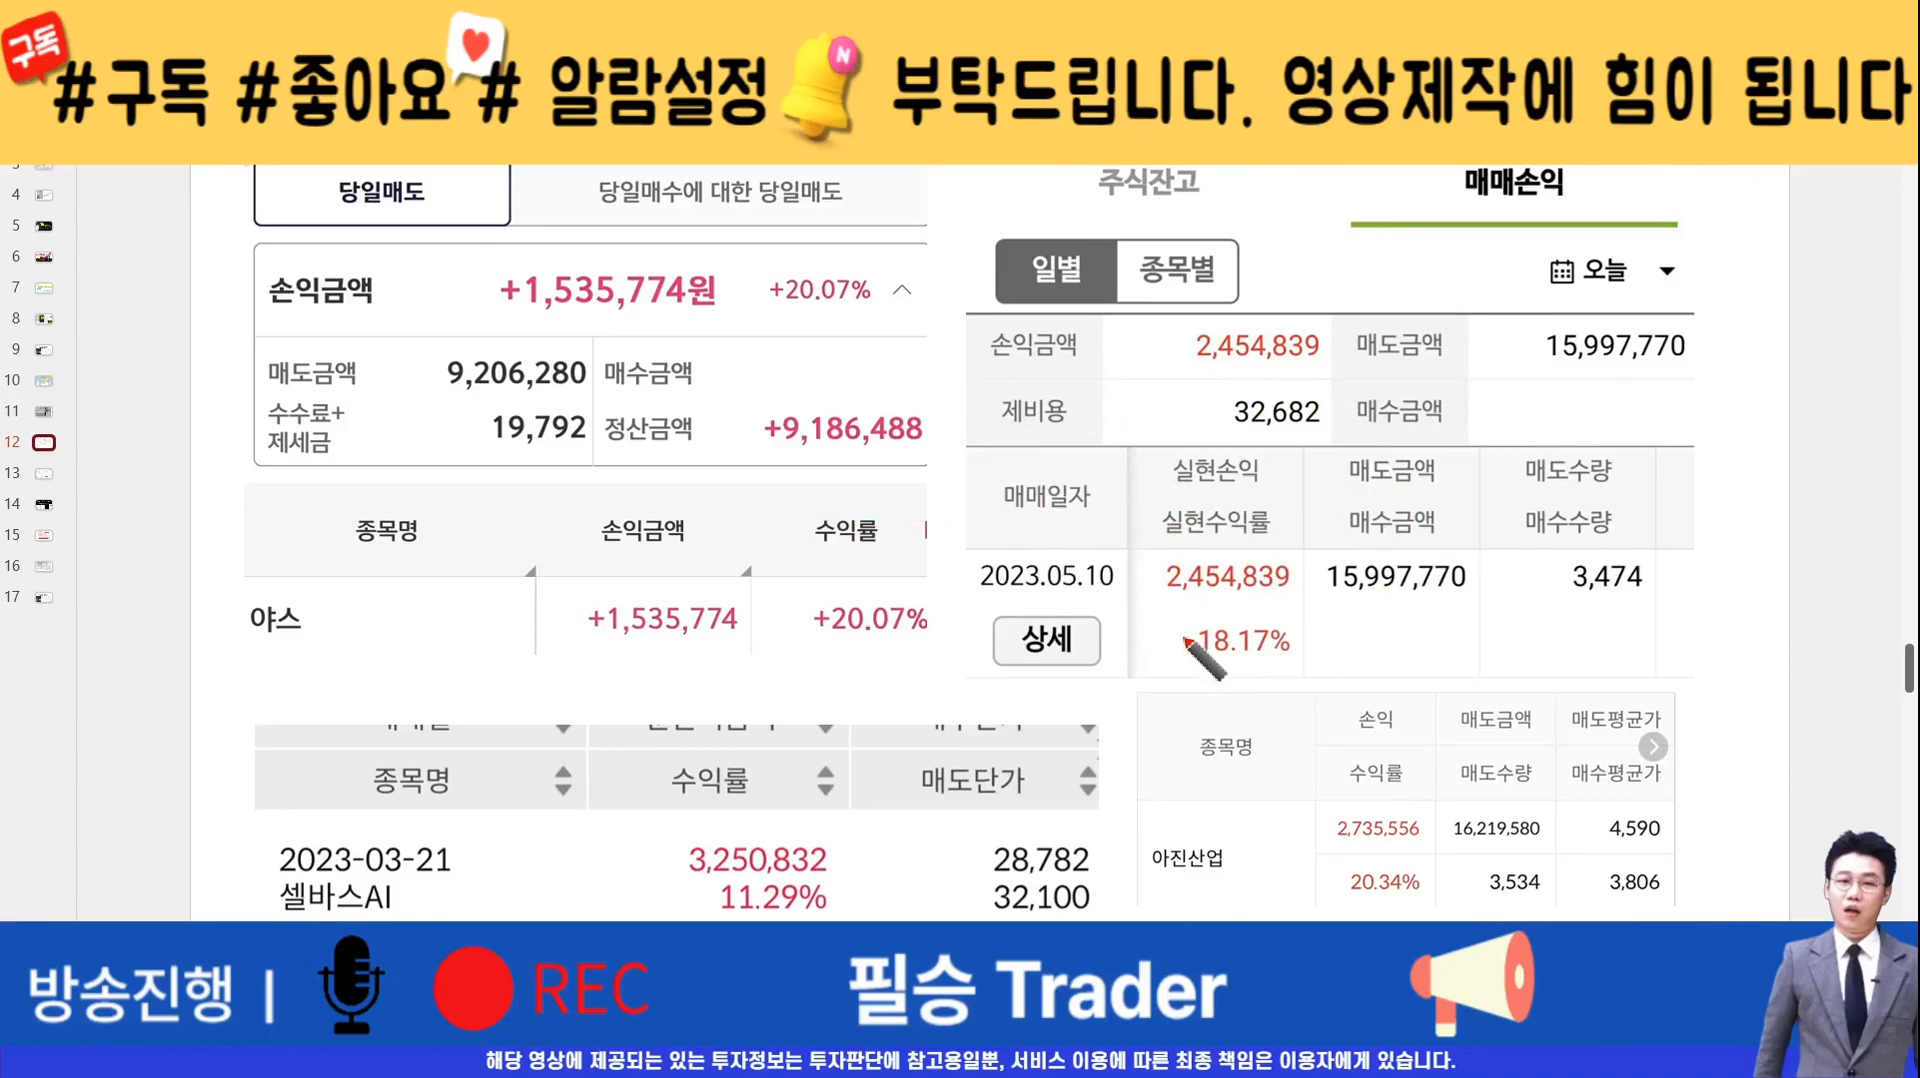 구독
#구독 #좋아요 # 알람설정 N 부탁드립니다. 영상제작에 힘이 됩니다
4
5
6
7
8
9
10
11
12
13
14
15
16
17
당일매도 당일매수에 대한 당일매도
손익금액 +1,535,774원 +20.07%
매도금액 9,206,280 매수금액
수수료+
제세금 19,792 정산금액 +9,186,488
종목명 손익금액 수익률
야스 +1,535,774 +20.07%
주식잔고 매매손익
일별 종목별 오늘
손익금액 2,454,839 매도금액 15,997,770
제비용 32,682 매수금액
매매일자 실현손익 매도금액 매도수량
실현수익률 매수금액 매수수량
2023.05.10 2,454,839 15,997,770 3,474
상세 18.17%
종목명 수익률 매도단가
2023-03-21 3,250,832 28,782
셀바스AI 11.29% 32,100
종목명 손익 매도금액 매도평균가
수익률 매도수량 매수평균가
아진산업 2,735,556 16,219,580 4,590
20.34% 3,534 3,806
방송진행 | REC 필승 Trader
해당 영상에 제공되는 있는 투자정보는 투자판단에 참고용일뿐, 서비스 이용에 따른 최종 책임은 이용자에게 있습니다.